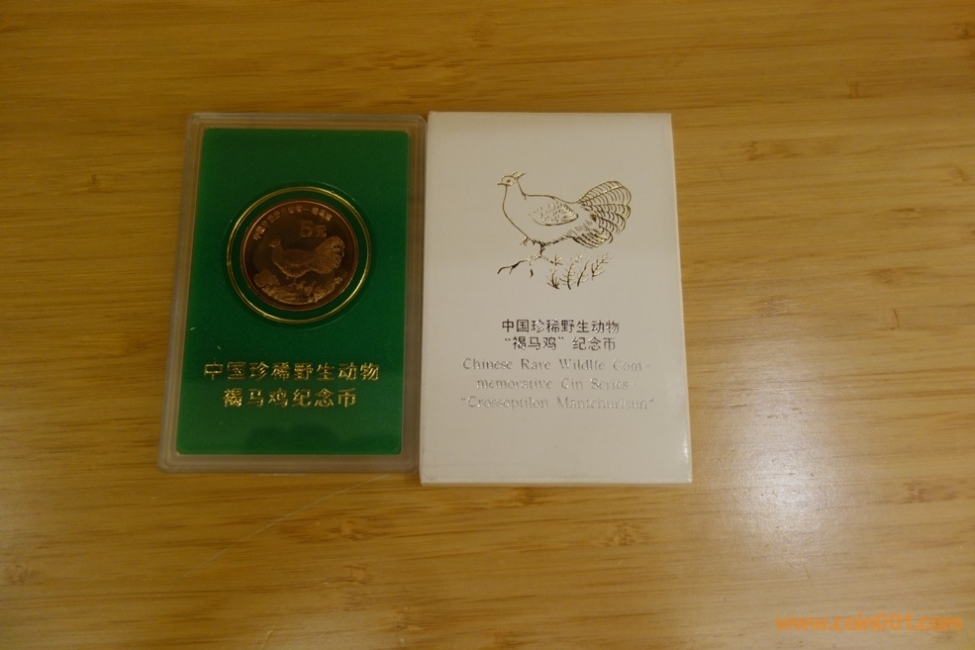 5元
中国珍稀野生动物
褐马鸡纪念币
中国珍稀野生动物
“褐马鸡”纪念币
Chinese Rare Wildlife Com-
memorative Cin Series-
"Crossoptilon Mantchuricum"
www.coin001.com